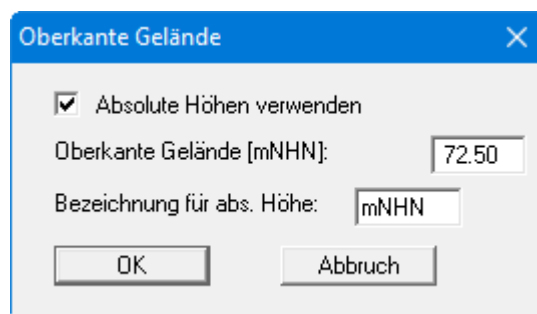 Oberkante Gelände
Absolute Höhen verwenden
Oberkante Gelände [mNHN]: 72.50
Bezeichnung für abs. Höhe: mNHN
OK Abbruch